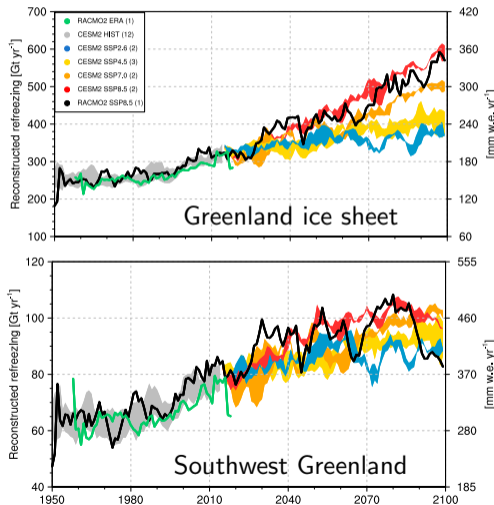 700
600
500
400
300
200
100
Reconstructed refreezing [Gt yr⁻¹]
RACMO2 ERA (1)
CESM2 HIST (12)
CESM2 SSP2.6 (2)
CESM2 SSP4.5 (3)
CESM2 SSP7.0 (2)
CESM2 SSP8.5 (2)
RACMO2 SSP8.5 (1)
Greenland ice sheet
420
360
300
240
180
120
60
[mm w.e. yr⁻¹]
120
100
80
60
40
Reconstructed refreezing [Gt yr⁻¹]
Southwest Greenland
555
460
370
280
185
[mm w.e. yr⁻¹]
1950
1980
2010
2040
2070
2100